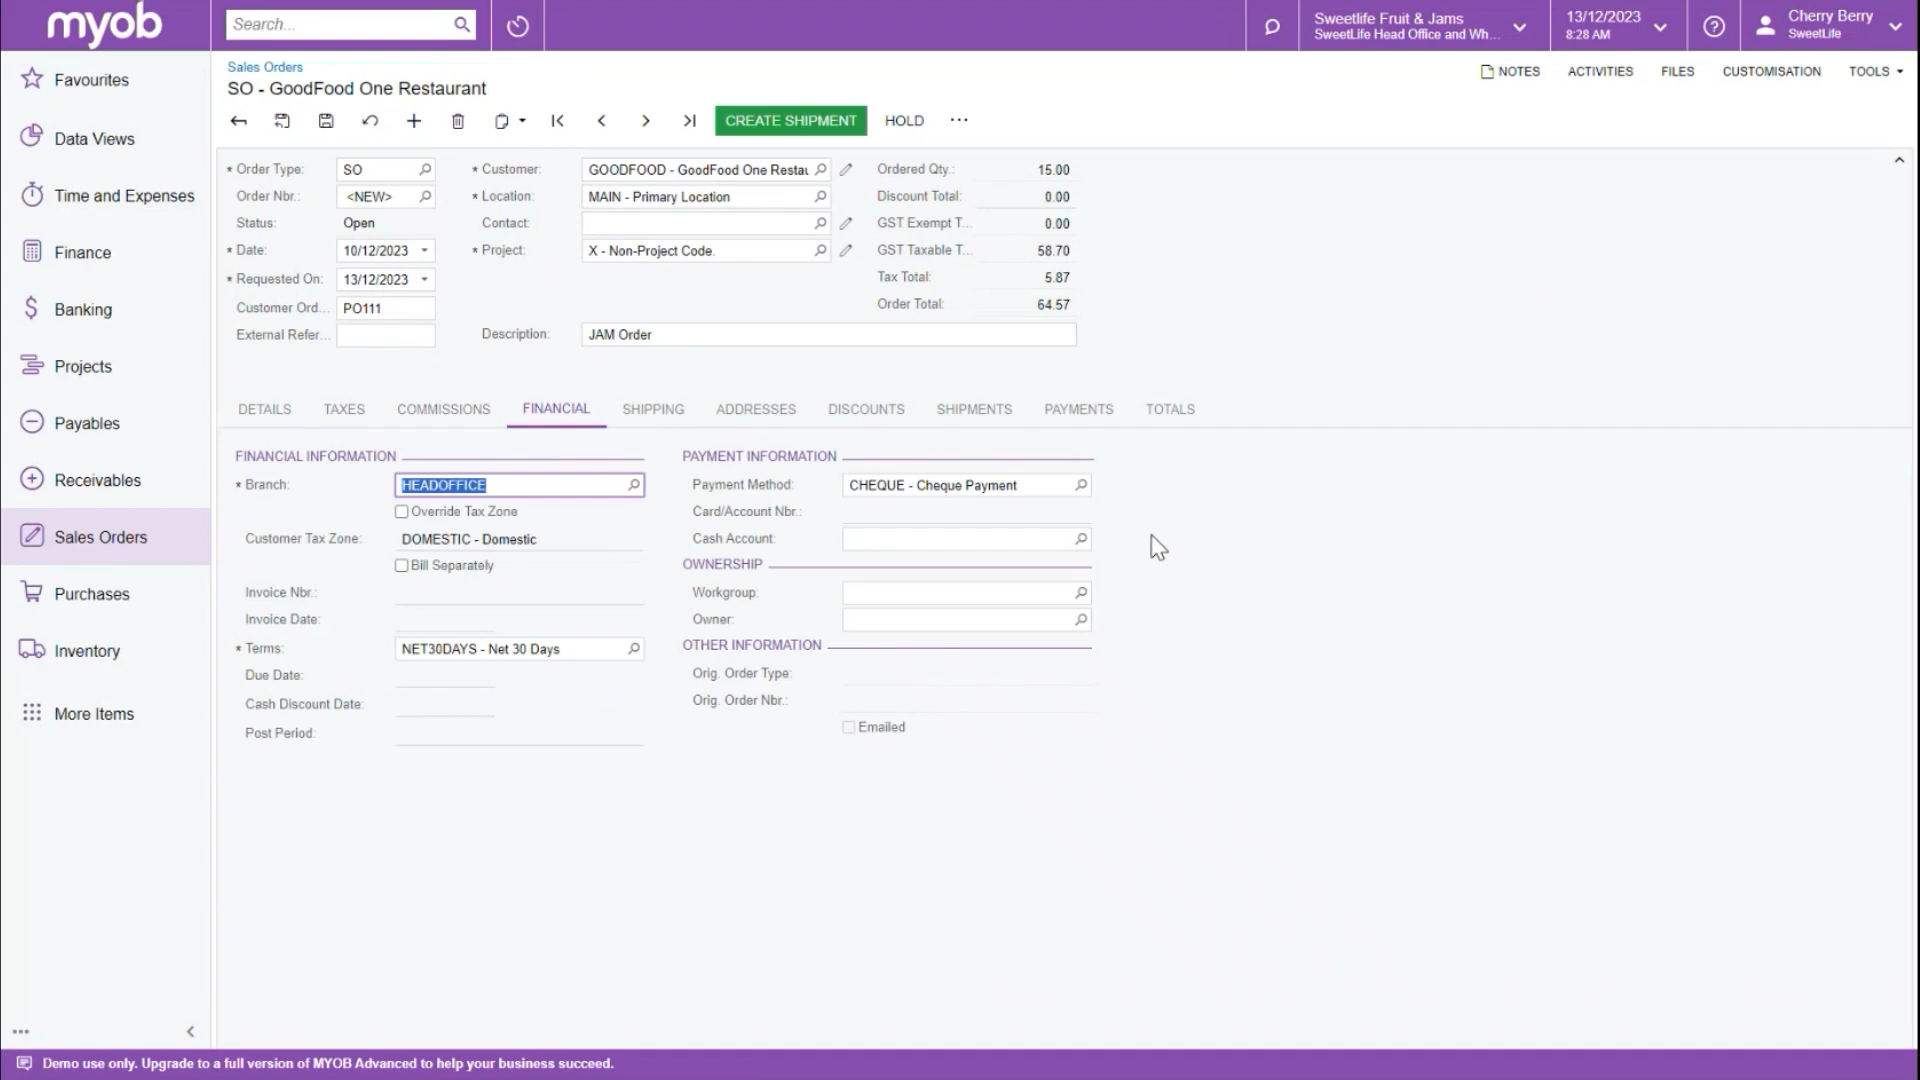 myob
Search...
Sweetlife Fruit & Jams
SweetLife Head Office and Wh...
13/12/2023
8:28 AM
Cherry Berry
SweetLife
Favourites
Data Views
Time and Expenses
Finance
Banking
Projects
Payables
Receivables
Sales Orders
Purchases
Inventory
More Items
Sales Orders
SO - GoodFood One Restaurant
NOTES ACTIVITIES FILES CUSTOMISATION TOOLS
CREATE SHIPMENT HOLD ...
* Order Type: SO
Order Nbr.: <NEW>
Status: Open
* Date: 10/12/2023
* Requested On: 13/12/2023
Customer Ord... PO111
External Refer...
* Customer: GOODFOOD - GoodFood One Restau
* Location: MAIN - Primary Location
Contact:
* Project: X - Non-Project Code.
Description: JAM Order
Ordered Qty.: 15.00
Discount Total: 0.00
GST Exempt T... 0.00
GST Taxable T... 58.70
Tax Total: 5.87
Order Total: 64.57
DETAILS TAXES COMMISSIONS FINANCIAL SHIPPING ADDRESSES DISCOUNTS SHIPMENTS PAYMENTS TOTALS
FINANCIAL INFORMATION
* Branch: HEADOFFICE
Override Tax Zone
Customer Tax Zone: DOMESTIC - Domestic
Bill Separately
Invoice Nbr.:
Invoice Date:
* Terms: NET30DAYS - Net 30 Days
Due Date:
Cash Discount Date:
Post Period:
PAYMENT INFORMATION
Payment Method: CHEQUE - Cheque Payment
Card/Account Nbr.:
Cash Account:
OWNERSHIP
Workgroup:
Owner:
OTHER INFORMATION
Orig. Order Type:
Orig. Order Nbr.:
Emailed
Demo use only. Upgrade to a full version of MYOB Advanced to help your business succeed.